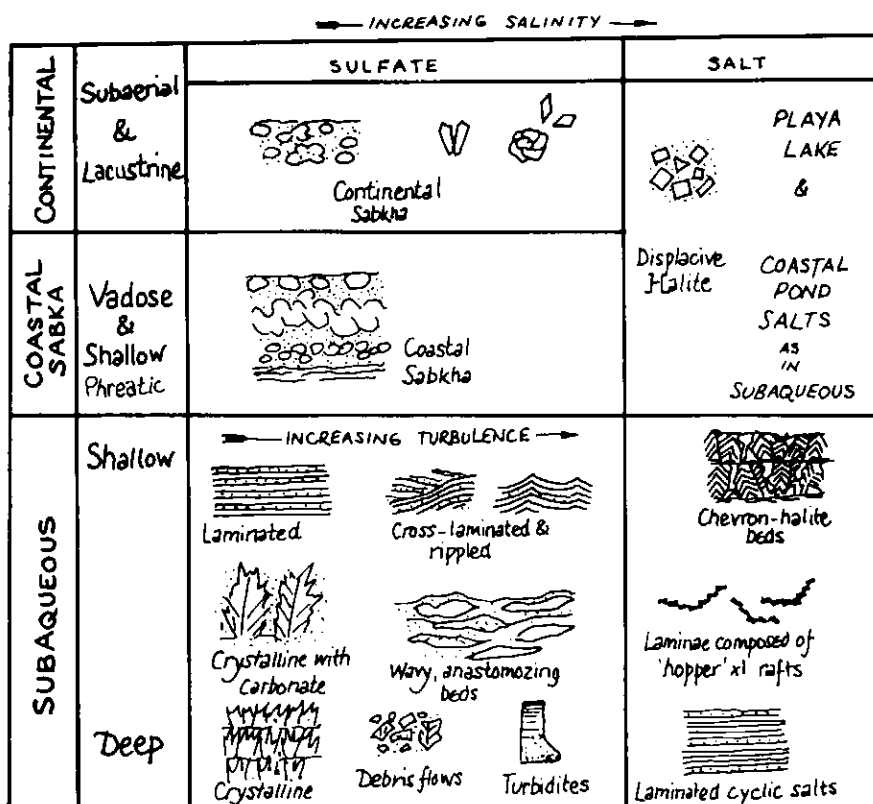 INCREASING SALINITY
SULFATE
SALT
CONTINENTAL
Subaerial
&
Lacustrine
Continental
Sabkha
PLAYA
LAKE
&
Displacive
Halite
COASTAL
POND
SALTS
AS
IN
SUBAQUEOUS
COASTAL
SABKA
Vadose
&
Shallow
Phreatic
Coastal
Sabkha
SUBAQUEOUS
Shallow
INCREASING TURBULENCE
Laminated
Cross-laminated &
rippled
Chevron-halite
beds
Crystalline with
Carbonate
Wavy, anastomozing
beds
Laminae composed of
'hopper' xl rafts
Deep
Crystalline
Debris flows
Turbidites
Laminated cyclic salts